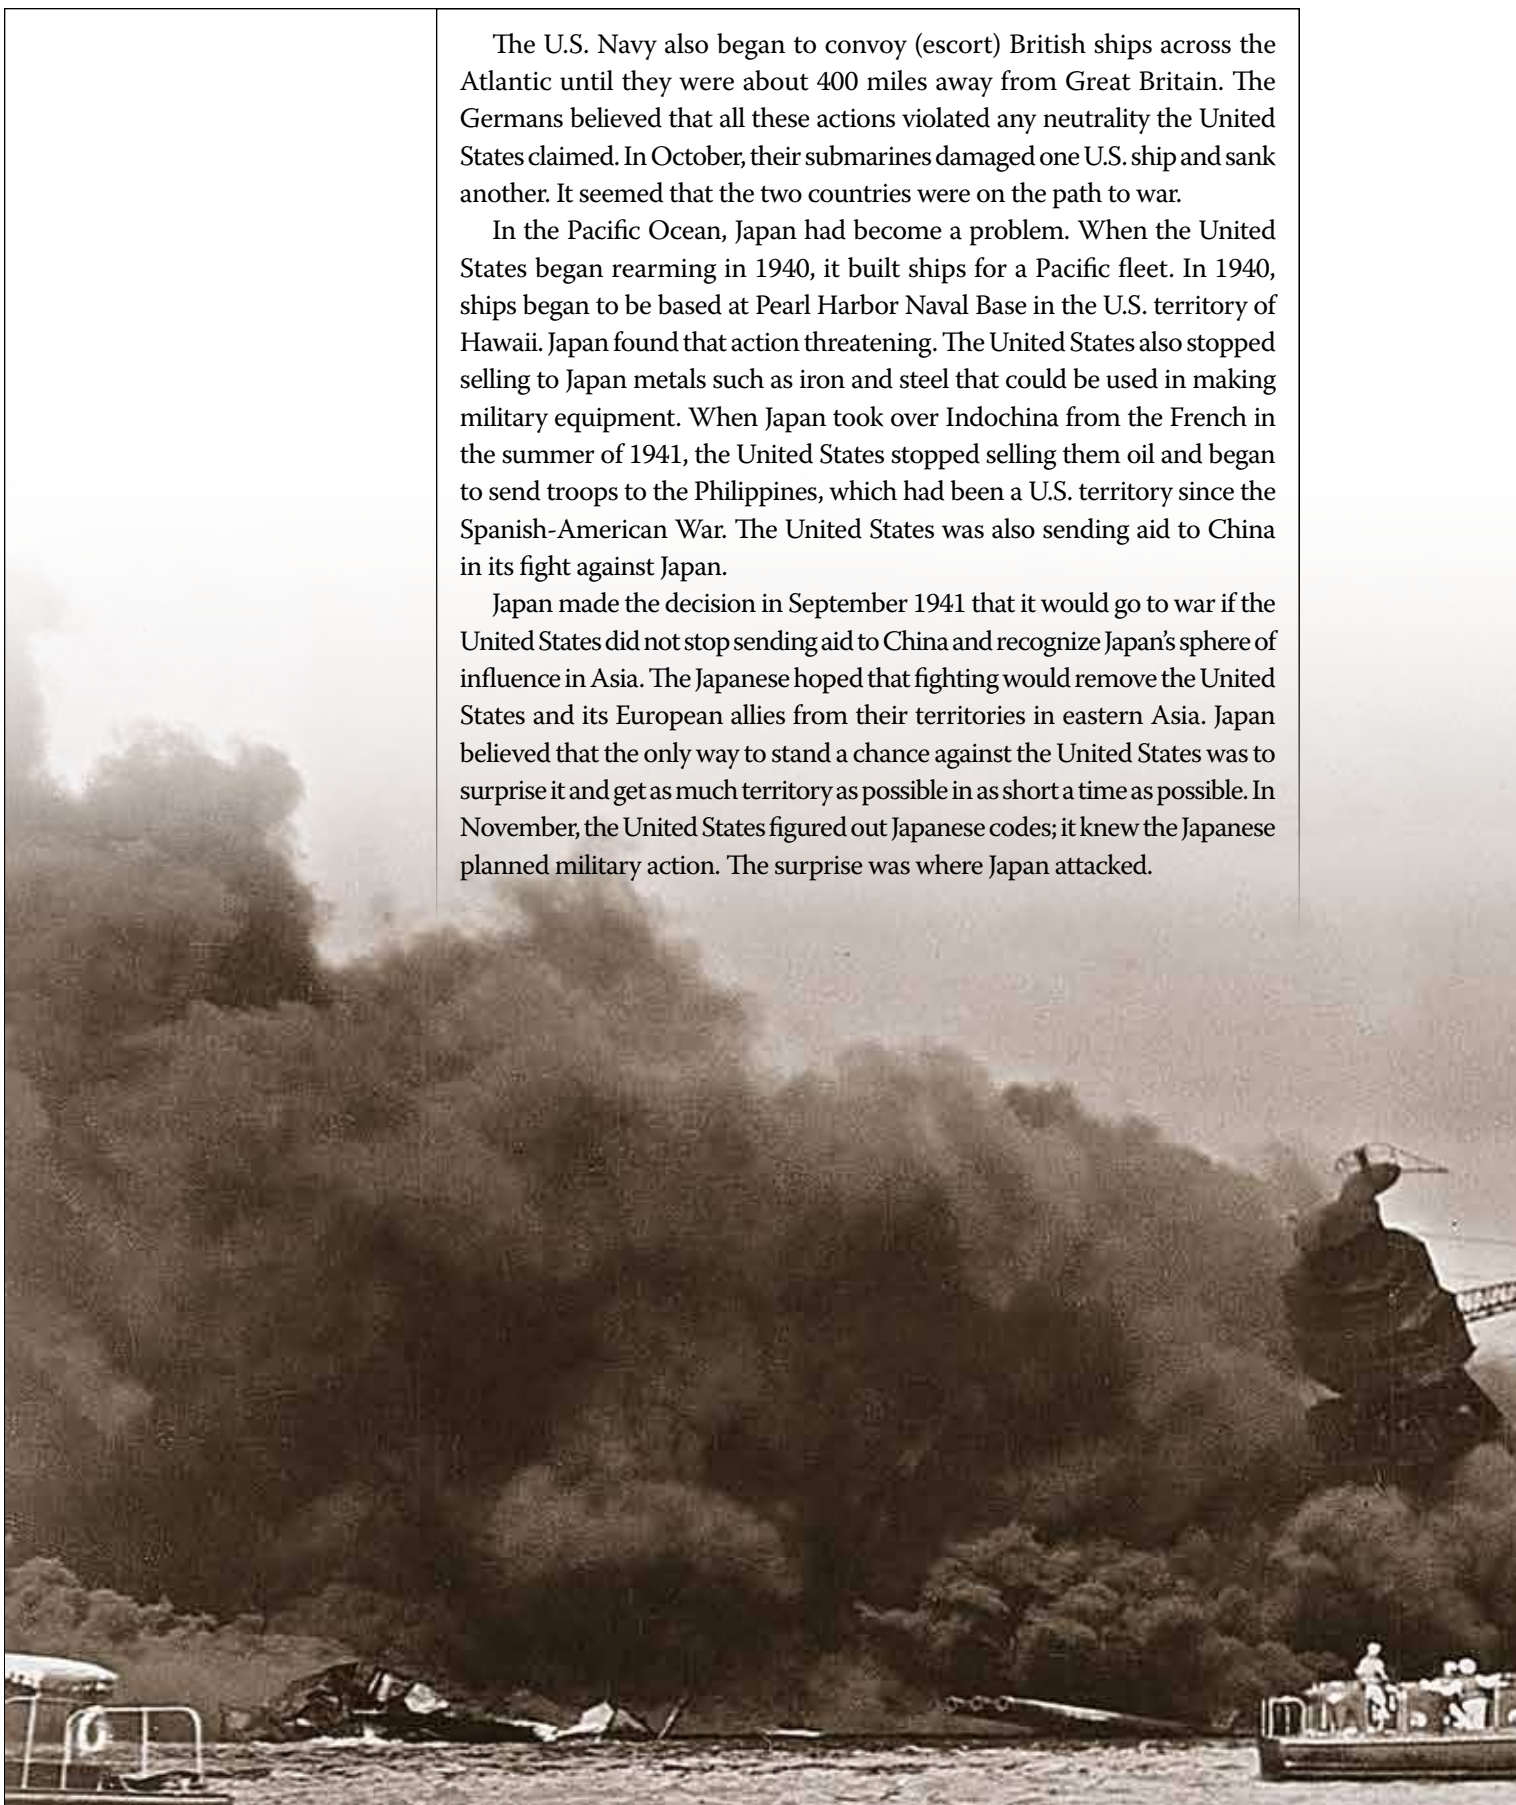 The U.S. Navy also began to convoy (escort) British ships across the
Atlantic until they were about 400 miles away from Great Britain. The
Germans believed that all these actions violated any neutrality the United
States claimed. In October, their submarines damaged one U.S. ship and sank
another. It seemed that the two countries were on the path to war.
In the Pacific Ocean, Japan had become a problem. When the United
States began rearming in 1940, it built ships for a Pacific fleet. In 1940,
ships began to be based at Pearl Harbor Naval Base in the U.S. territory of
Hawaii. Japan found that action threatening. The United States also stopped
selling to Japan metals such as iron and steel that could be used in making
military equipment. When Japan took over Indochina from the French in
the summer of 1941, the United States stopped selling them oil and began
to send troops to the Philippines, which had been a U.S. territory since the
Spanish-American War. The United States was also sending aid to China
in its fight against Japan.
Japan made the decision in September 1941 that it would go to war if the
United States did not stop sending aid to China and recognize Japan's sphere of
influence in Asia. The Japanese hoped that fighting would remove the United
States and its European allies from their territories in eastern Asia. Japan
believed that the only way to stand a chance against the United States was to
surprise it and get as much territory as possible in as short a time as possible. In
November, the United States figured out Japanese codes; it knew the Japanese
planned military action. The surprise was where Japan attacked.